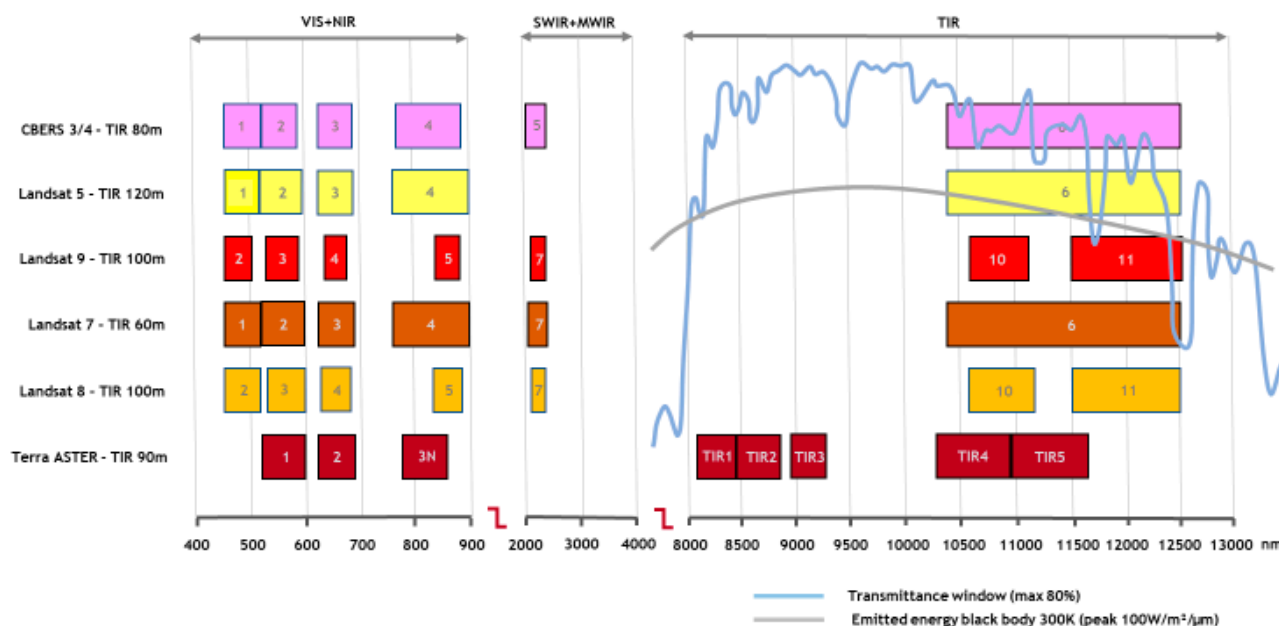 VIS+NIR SWIR+MWIR TIR
CBERS 3/4 - TIR 80m 1 2 3 4 5 6
Landsat 5 - TIR 120m 1 2 3 4 6
Landsat 9 - TIR 100m 2 3 4 5 7 10 11
Landsat 7 - TIR 60m 1 2 3 4 7 6
Landsat 8 - TIR 100m 2 3 4 5 7 10 11
Terra ASTER - TIR 90m 1 2 3N TIR1 TIR2 TIR3 TIR4 TIR5
400 500 600 700 800 900 2000 3000 4000 8000 8500 9000 9500 10000 10500 11000 11500 12000 12500 13000 nm
Transmittance window (max 80%)
Emitted energy black body 300K (peak 100W/m²/µm)